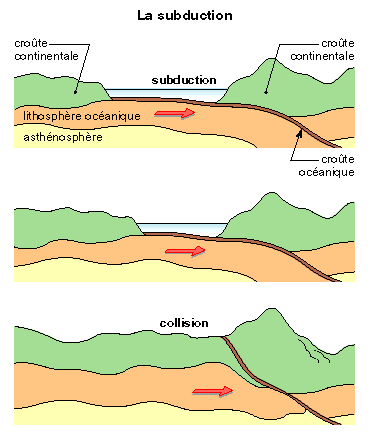 La subduction
croûte
continentale
croûte
continentale
subduction
lithosphère océanique
asthénosphère
croûte
océanique
collision